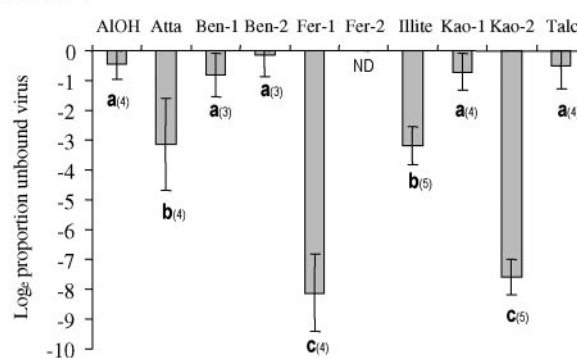 AlOH Atta Ben-1 Ben-2 Fer-1 Fer-2 Illite Kao-1 Kao-2 Talc
Logₑ proportion unbound virus
0
-1
-2
-3
-4
-5
-6
-7
-8
-9
-10
a(4)
b(4)
a(3)
a(3)
c(4)
ND
b(5)
a(4)
c(5)
a(4